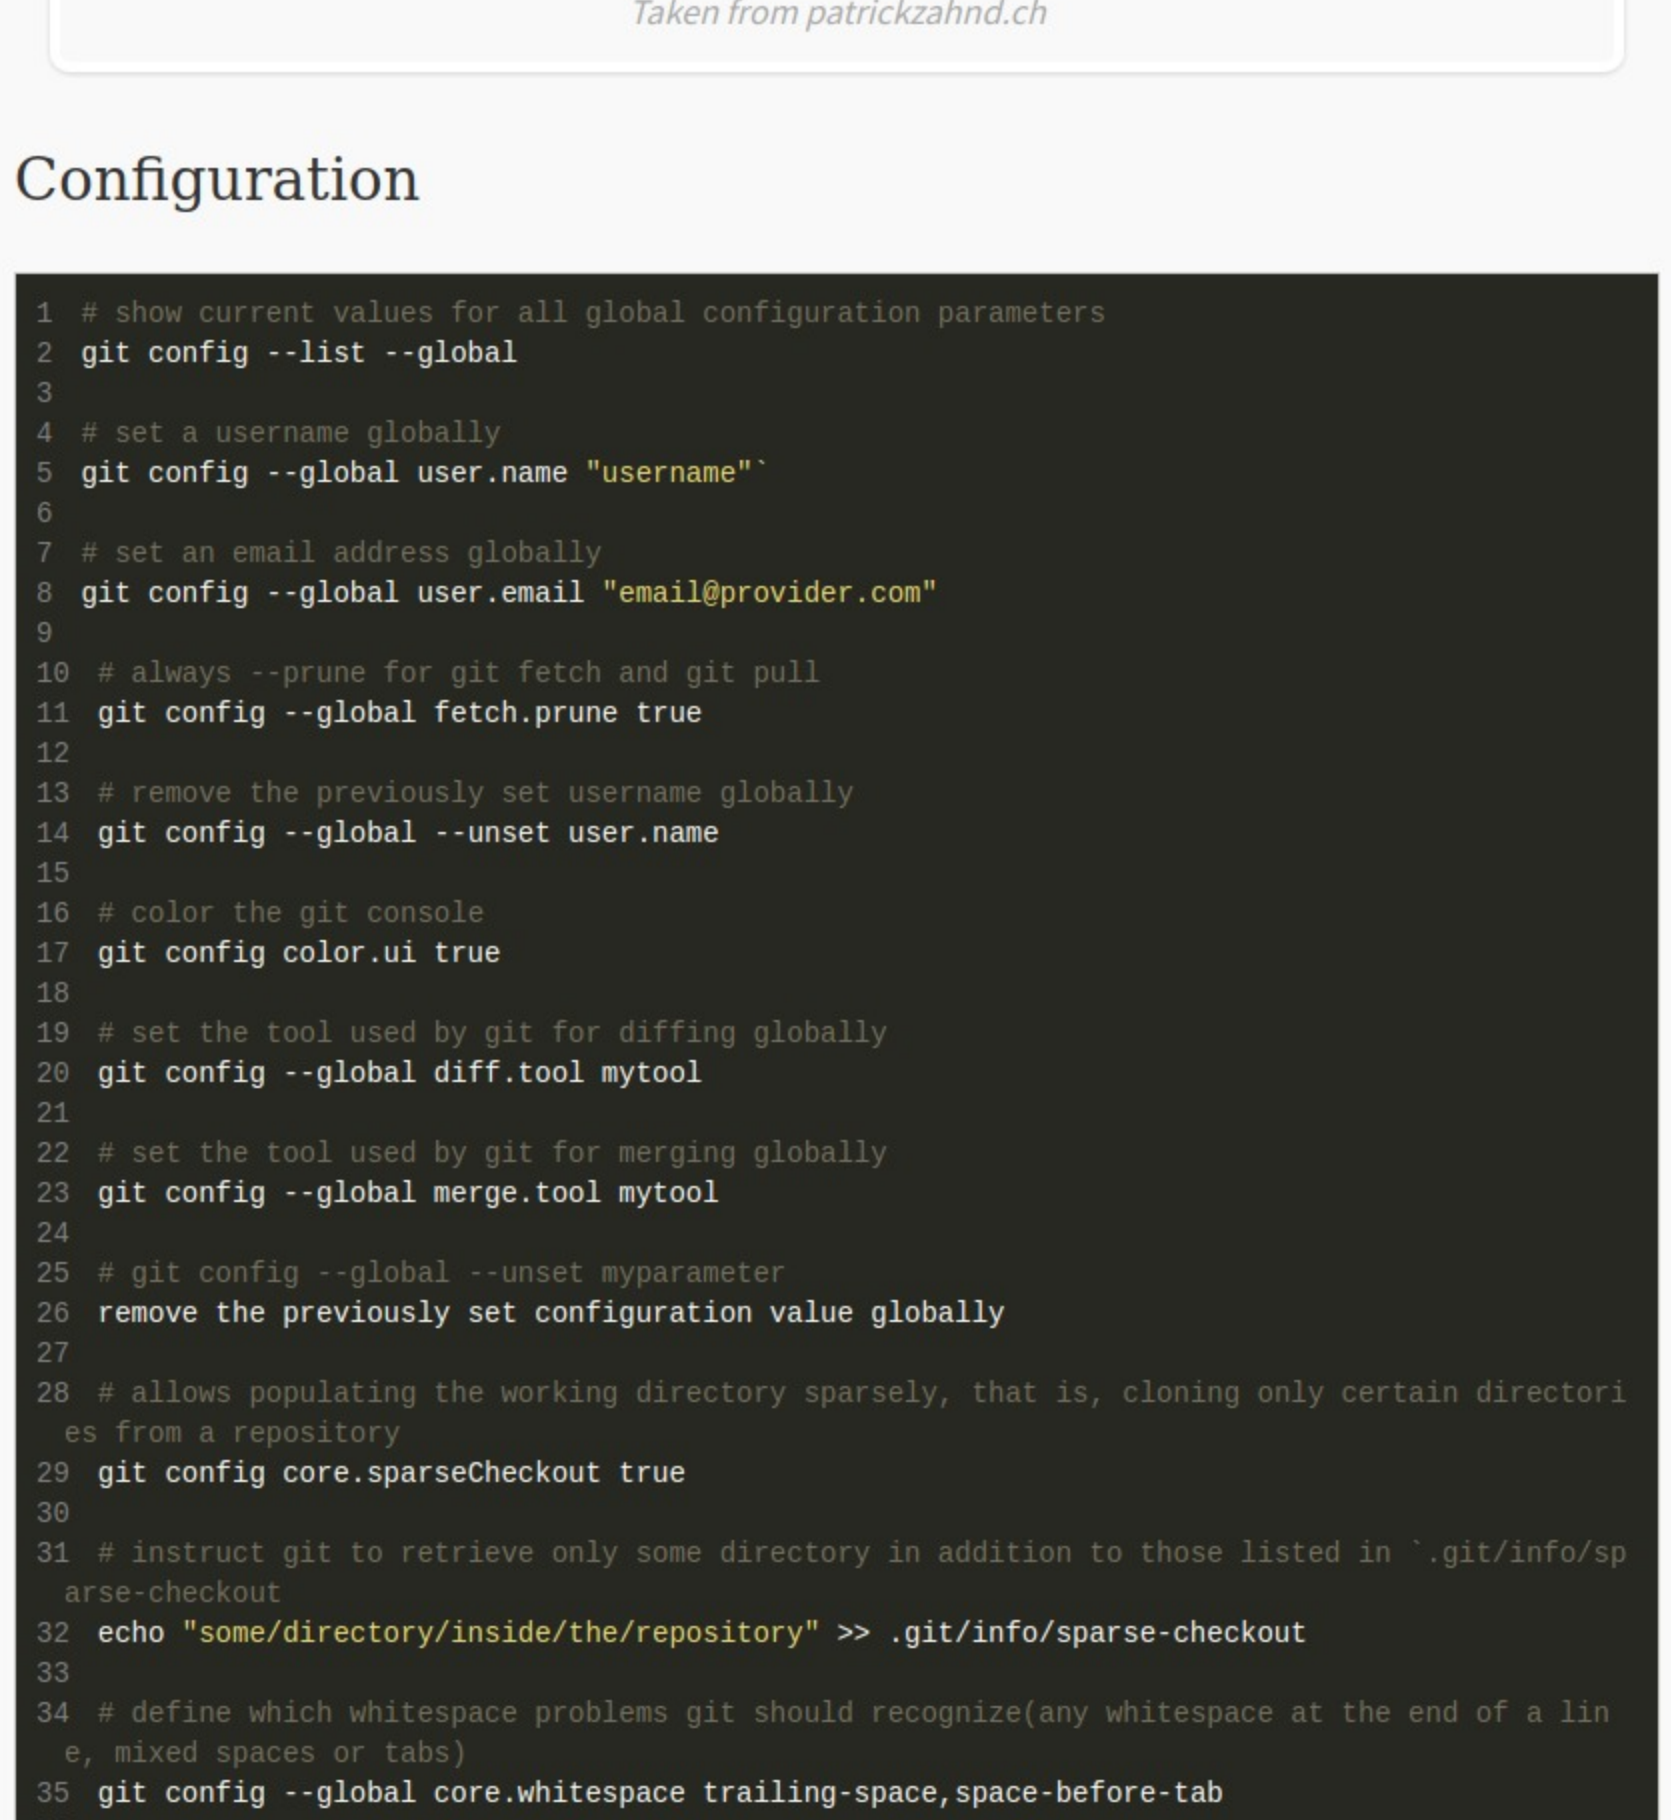 Taken from patrickzahnd.ch
Configuration
1 # show current values for all global configuration parameters
2 git config --list --global
3
4 # set a username globally
5 git config --global user.name "username"`
6
7 # set an email address globally
8 git config --global user.email "email@provider.com"
9
10 # always --prune for git fetch and git pull
11 git config --global fetch.prune true
12
13 # remove the previously set username globally
14 git config --global --unset user.name
15
16 # color the git console
17 git config color.ui true
18
19 # set the tool used by git for diffing globally
20 git config --global diff.tool mytool
21
22 # set the tool used by git for merging globally
23 git config --global merge.tool mytool
24
25 # git config --global --unset myparameter
26 remove the previously set configuration value globally
27
28 # allows populating the working directory sparsely, that is, cloning only certain directori
es from a repository
29 git config core.sparseCheckout true
30
31 # instruct git to retrieve only some directory in addition to those listed in `.git/info/sp
arse-checkout
32 echo "some/directory/inside/the/repository" >> .git/info/sparse-checkout
33
34 # define which whitespace problems git should recognize(any whitespace at the end of a lin
e, mixed spaces or tabs)
35 git config --global core.whitespace trailing-space,space-before-tab